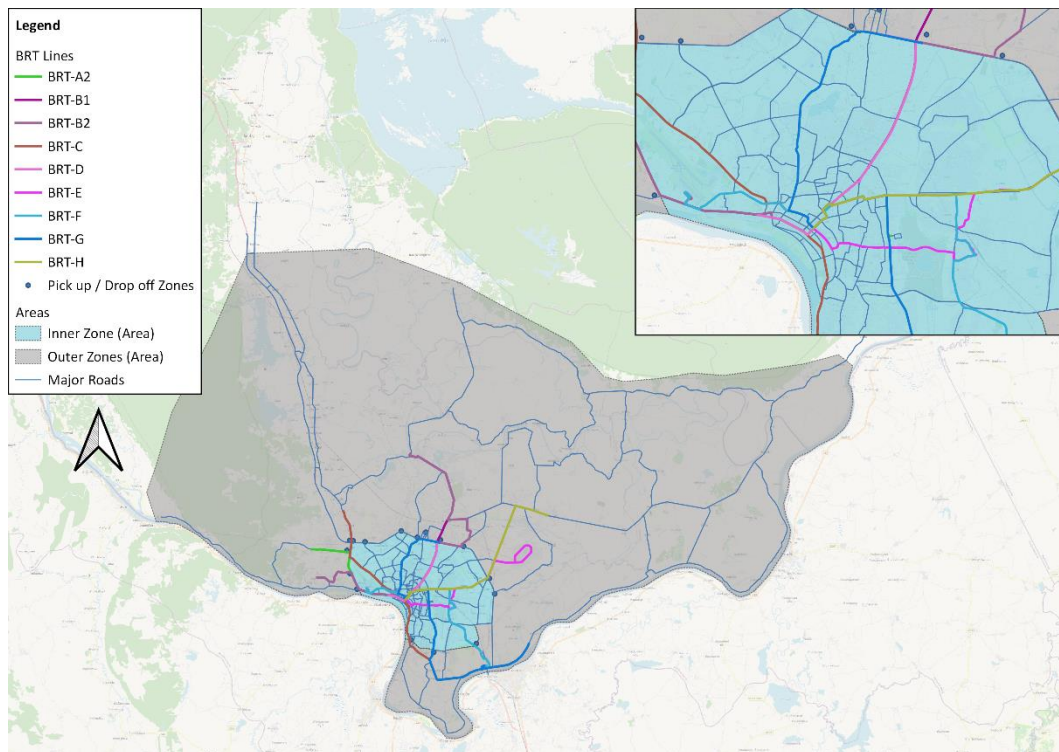 Legend
BRT Lines
BRT-A2
BRT-B1
BRT-B2
BRT-C
BRT-D
BRT-E
BRT-F
BRT-G
BRT-H
Pick up / Drop off Zones
Areas
Inner Zone (Area)
Outer Zones (Area)
Major Roads